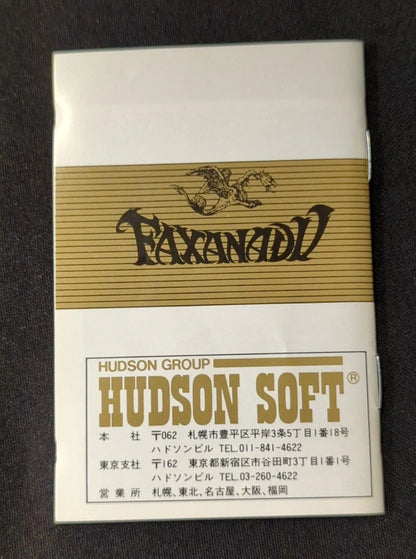 FAXANADU
HUDSON GROUP
HUDSON SOFT®
本 社 〒062 札幌市豊平区平岸3条5丁目1番18号
ハドソンビル TEL.011-841-4622
東京支社 〒162 東京都新宿区市谷田町3丁目1番1号
ハドソンビル TEL.03-260-4622
営業所 札幌、東北、名古屋、大阪、福岡